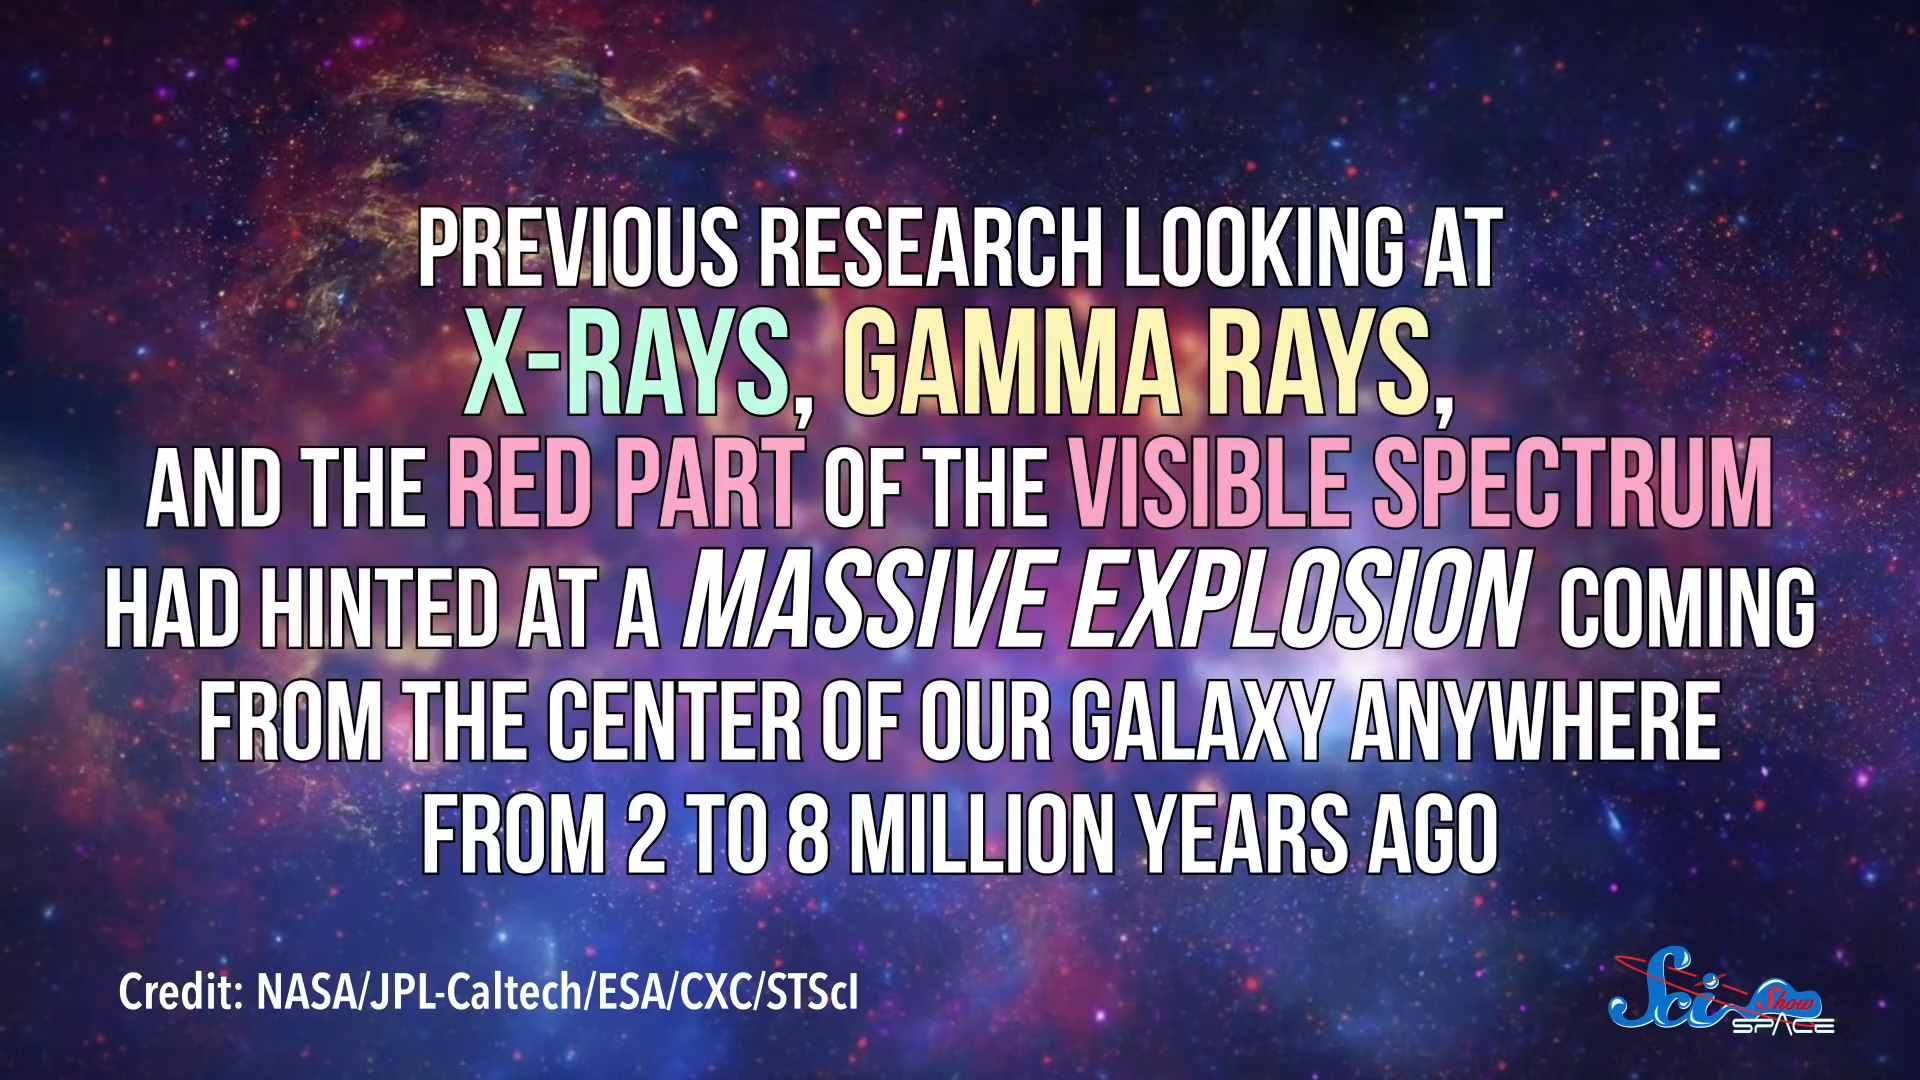 PREVIOUS RESEARCH LOOKING AT
X-RAYS, GAMMA RAYS,
AND THE RED PART OF THE VISIBLE SPECTRUM
HAD HINTED AT A MASSIVE EXPLOSION COMING
FROM THE CENTER OF OUR GALAXY ANYWHERE
FROM 2 TO 8 MILLION YEARS AGO
Credit: NASA/JPL-Caltech/ESA/CXC/STScI
Sci Show
SPACE